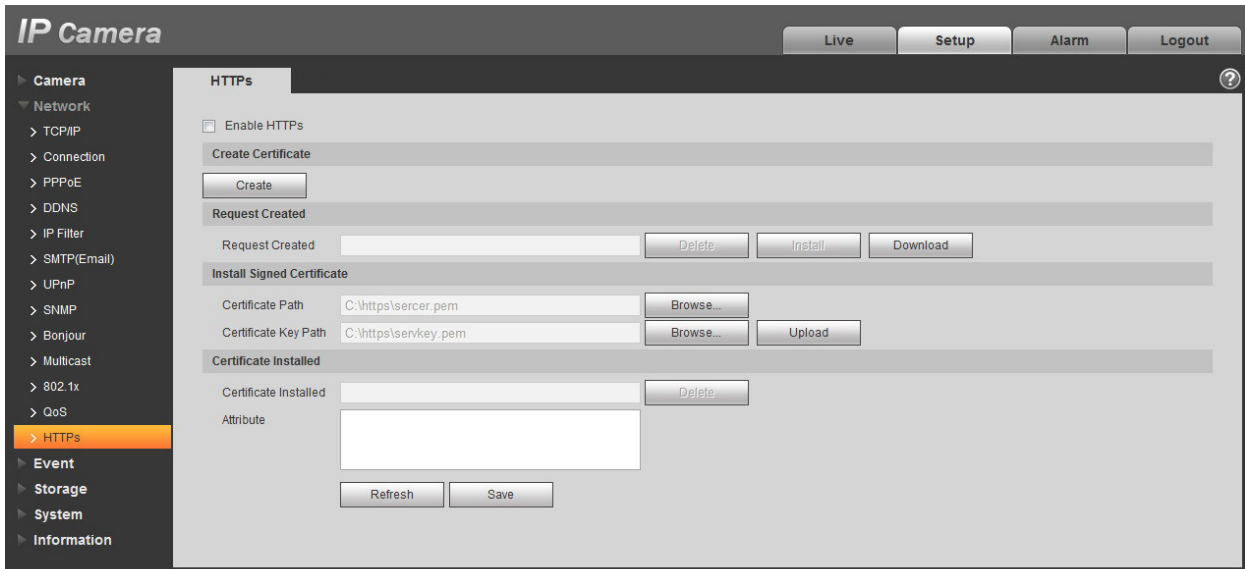 IP Camera
Live Setup Alarm Logout
Camera
Network
TCP/IP
Connection
PPPoE
DDNS
IP Filter
SMTP(Email)
UPnP
SNMP
Bonjour
Multicast
802.1x
QoS
HTTPs
Event
Storage
System
Information
HTTPs
?
Enable HTTPs
Create Certificate
Create
Request Created
Request Created Delete Install Download
Install Signed Certificate
Certificate Path C:\https\sercer.pem Browse...
Certificate Key Path C:\https\servkey.pem Browse... Upload
Certificate Installed
Certificate Installed Delete
Attribute
Refresh Save